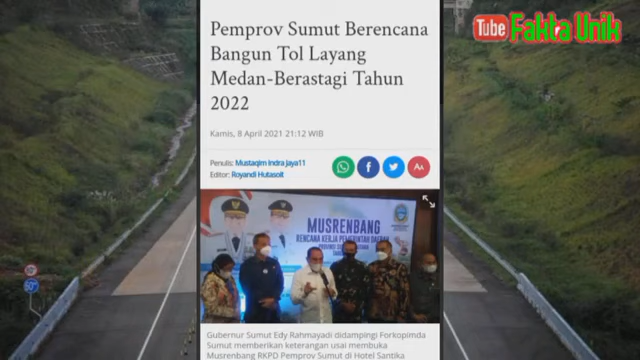 Tube Fakta Unik
Pemprov Sumut Berencana
Bangun Tol Layang
Medan-Berastagi Tahun
2022
Kamis, 8 April 2021 21:12 WIB
Penulis: Mustaqim Indra Jaya11
Editor: Royandi Hutasoit
AA
MUSRENBANG
RENCANA KERJA PEMERINTAH DAERAH
Gubernur Sumut Edy Rahmayadi didampingi Forkopimda
Sumut memberikan keterangan usai membuka
Musrenbang RKPD Pemprov Sumut di Hotel Santika